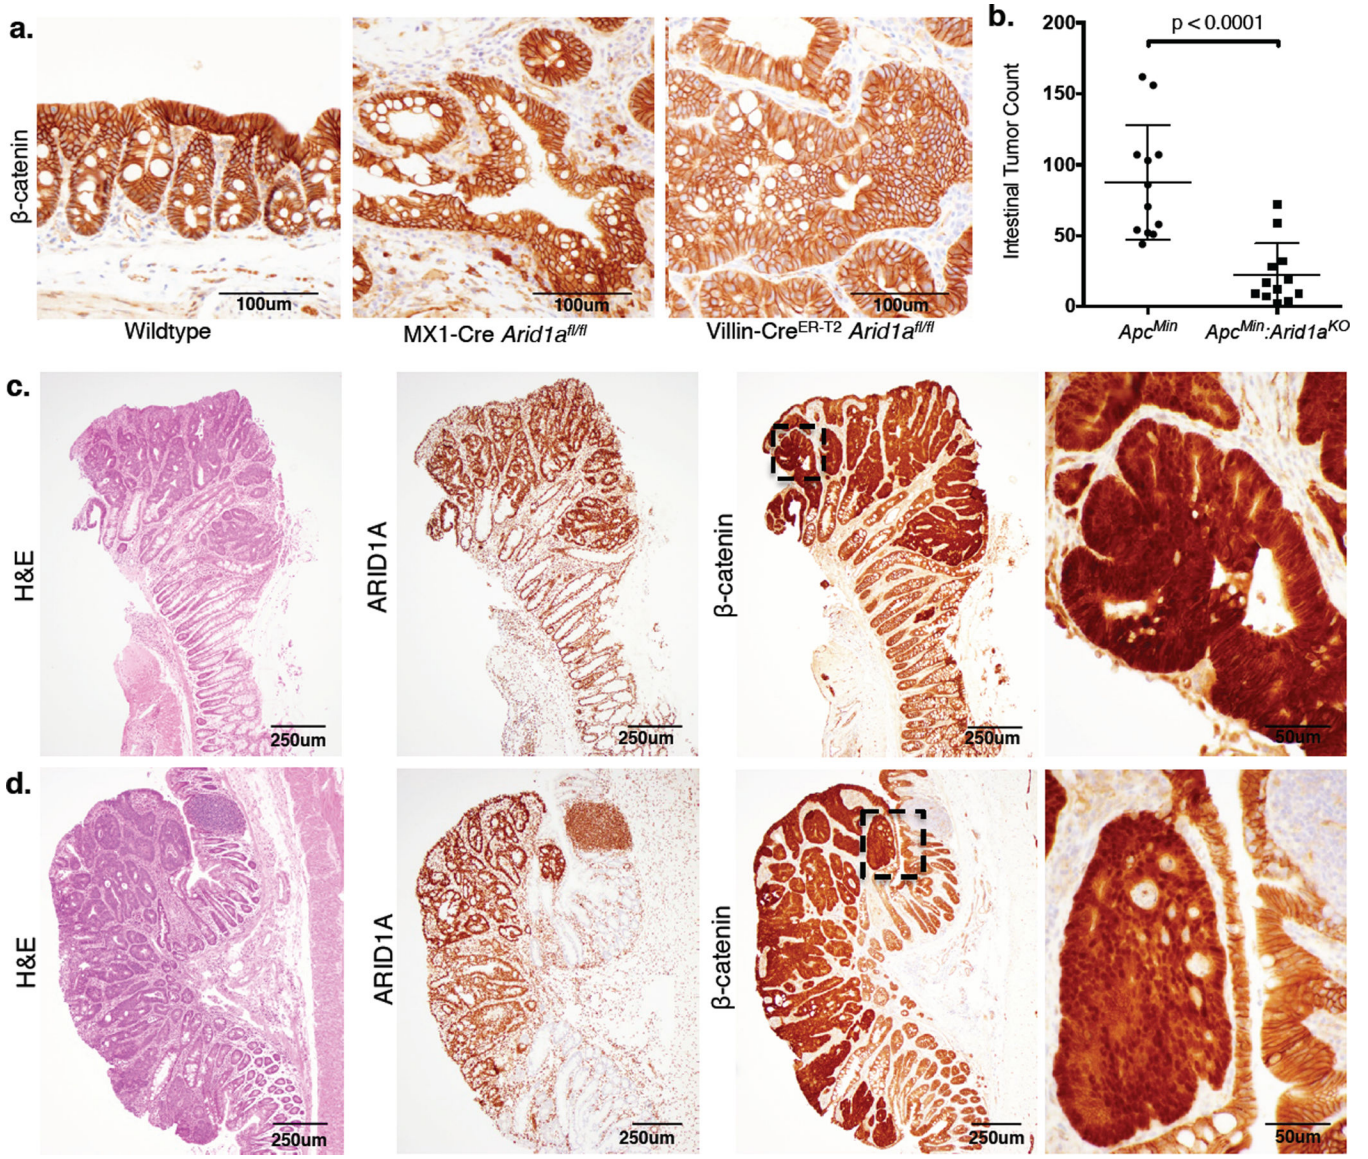 a.
β-catenin
100um
100um
100um
Wildtype
MX1-Cre Arid1afl/fl
Villin-CreER-T2 Arid1afl/fl
b.
p < 0.0001
Intestinal Tumor Count
200
150
100
50
0
ApcMin
ApcMin:Arid1aKO
c.
H&E
250um
ARID1A
250um
β-catenin
250um
50um
d.
H&E
250um
ARID1A
250um
β-catenin
250um
50um